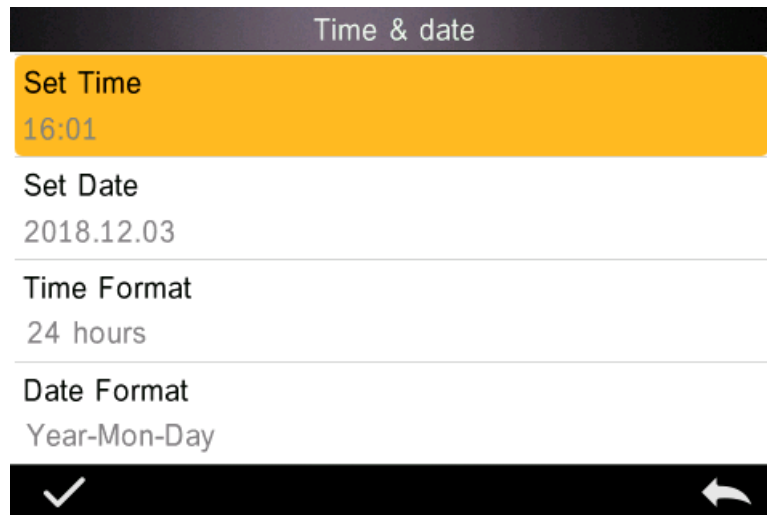 Time & date
Set Time
16:01
Set Date
2018.12.03
Time Format
24 hours
Date Format
Year-Mon-Day